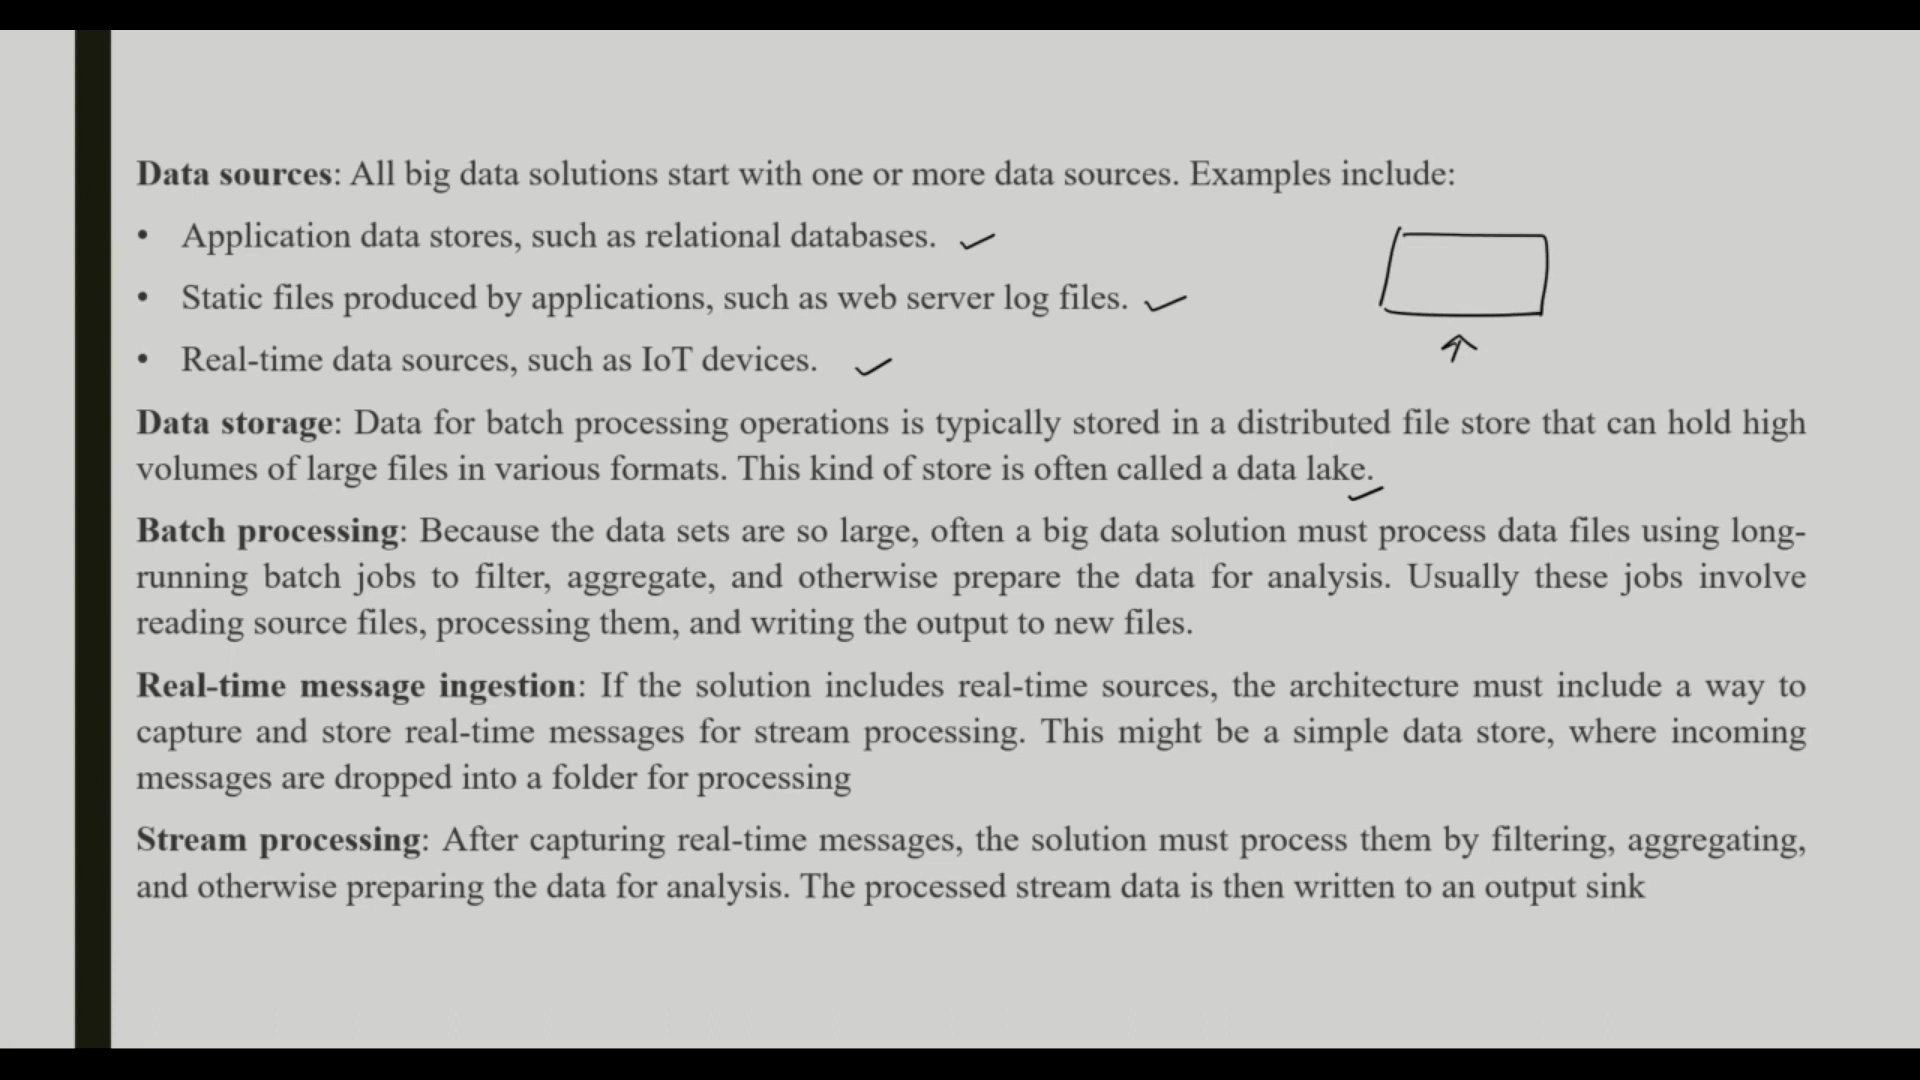 Data sources: All big data solutions start with one or more data sources. Examples include:
• Application data stores, such as relational databases.
• Static files produced by applications, such as web server log files.
• Real-time data sources, such as IoT devices.
Data storage: Data for batch processing operations is typically stored in a distributed file store that can hold high
volumes of large files in various formats. This kind of store is often called a data lake.
Batch processing: Because the data sets are so large, often a big data solution must process data files using long-
running batch jobs to filter, aggregate, and otherwise prepare the data for analysis. Usually these jobs involve
reading source files, processing them, and writing the output to new files.
Real-time message ingestion: If the solution includes real-time sources, the architecture must include a way to
capture and store real-time messages for stream processing. This might be a simple data store, where incoming
messages are dropped into a folder for processing
Stream processing: After capturing real-time messages, the solution must process them by filtering, aggregating,
and otherwise preparing the data for analysis. The processed stream data is then written to an output sink